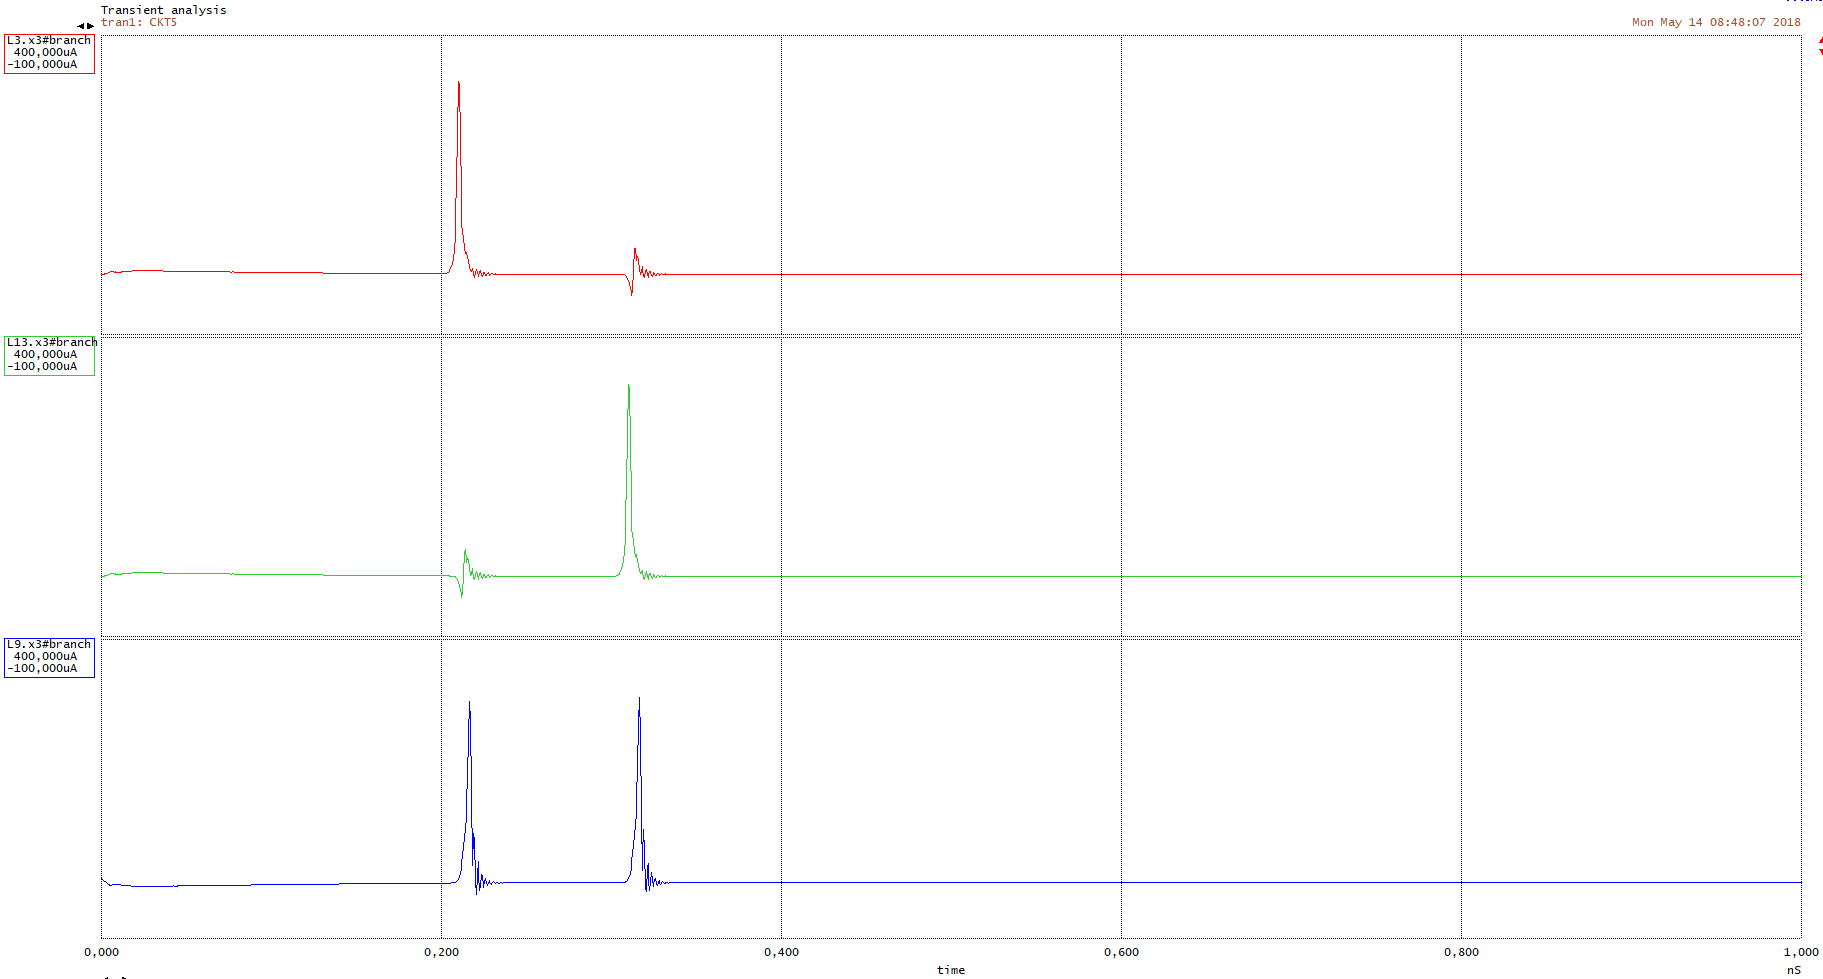 Transient analysis
tran1: CKT5
Mon May 14 08:48:07 2018
L3.x3#branch
400,000uA
-100,000uA
L13.x3#branch
400,000uA
-100,000uA
L9.x3#branch
400,000uA
-100,000uA
0,000 0,200 0,400 0,600 0,800 1,000
time nS